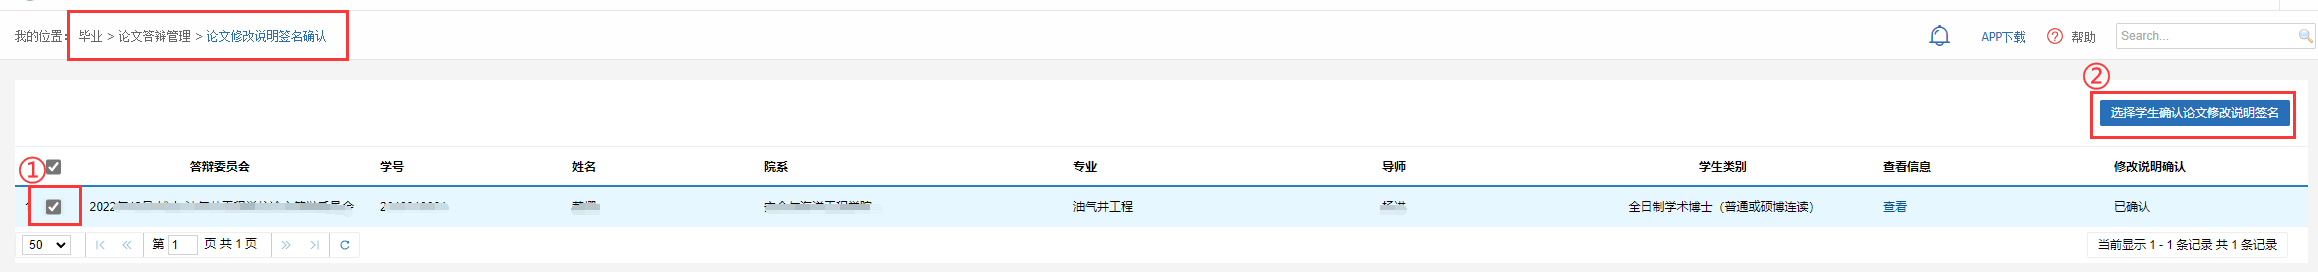 我的位置： 毕业 > 论文答辩管理 > 论文修改说明签名确认
APP下载 帮助 Search...
②
选择学生确认论文修改说明签名
① 答辩委员会 学号 姓名 院系 专业 导师 学生类别 查看信息 修改说明确认
2022 油气井工程 全日制学术博士（普通或硕博连读） 查看 已确认
50 第 1 页 共 1 页 当前显示 1 - 1 条记录 共 1 条记录